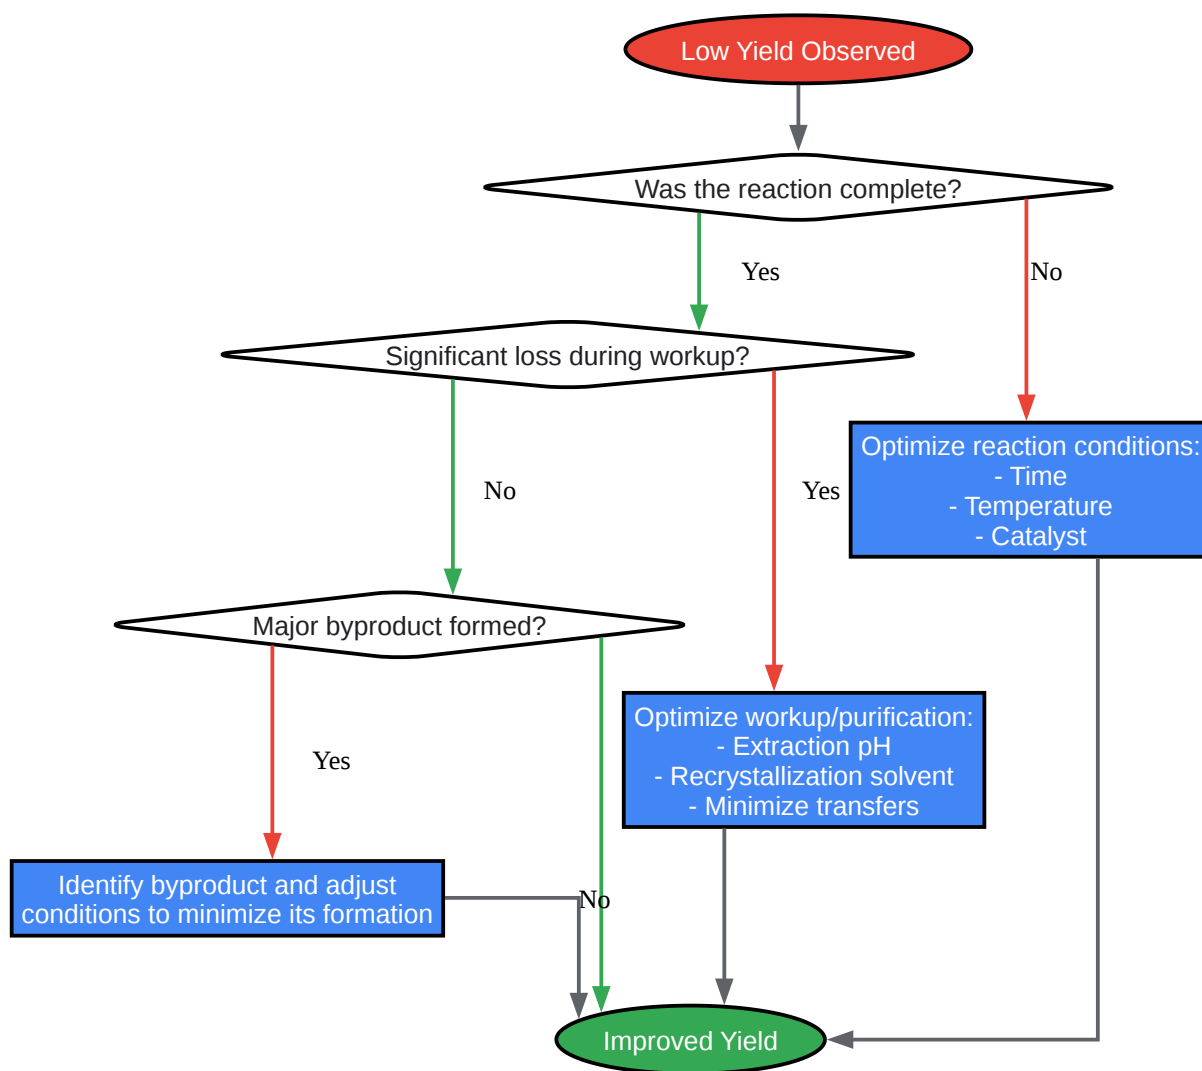 Low Yield Observed
Was the reaction complete?
Yes
No
Significant loss during workup?
Optimize reaction conditions:
- Time
- Temperature
- Catalyst
No
Yes
Major byproduct formed?
Optimize workup/purification:
- Extraction pH
- Recrystallization solvent
- Minimize transfers
Yes
Identify byproduct and adjust
conditions to minimize its formation
No
Improved Yield